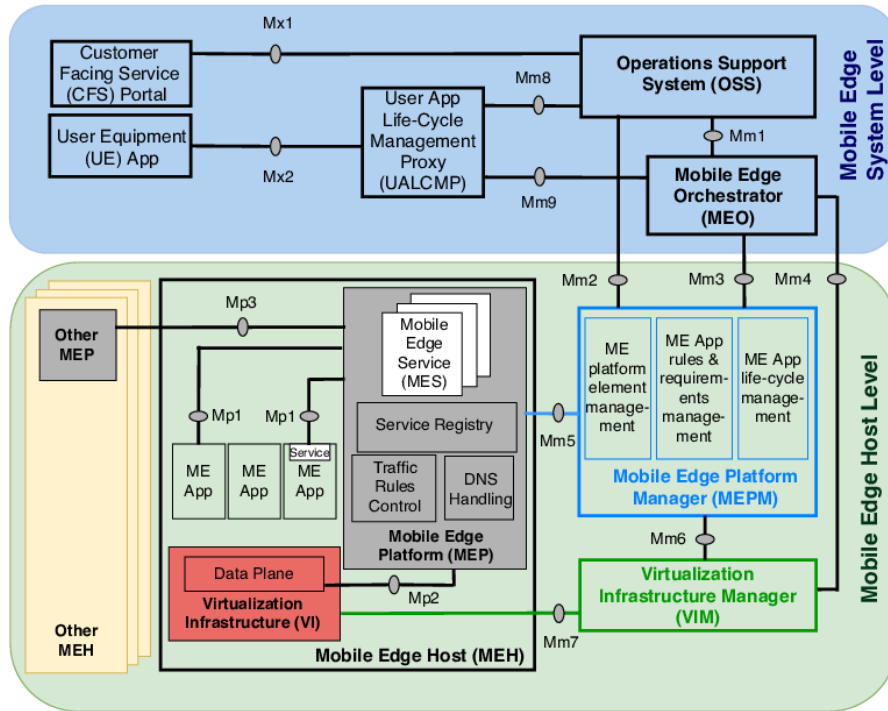 Mx1
Customer
Facing Service
(CFS) Portal
Operations Support
System (OSS)
Mm8
User App
Life-Cycle
Management
Proxy
(UALCMP)
User Equipment
(UE) App
Mx2
Mm1
Mm9
Mobile Edge
Orchestrator
(MEO)
Mobile Edge
System Level
Mm2
Mm3
Mm4
Mp3
Other
MEP
Mobile
Edge
Service
(MES)
ME
platform
element
manage-
ment
ME App
rules &
requirem-
ents
manage-
ment
ME App
life-cycle
manage-
ment
Mp1
Mp1
Service Registry
Mm5
ME
App
ME
App
Service
ME
App
Traffic
Rules
Control
DNS
Handling
Mobile Edge Platform
Manager (MEPM)
Mobile Edge
Platform (MEP)
Mm6
Data Plane
Virtualization
Infrastructure (VI)
Mp2
Virtualization
Infrastructure Manager
(VIM)
Mm7
Other
MEH
Mobile Edge Host (MEH)
Mobile Edge Host Level